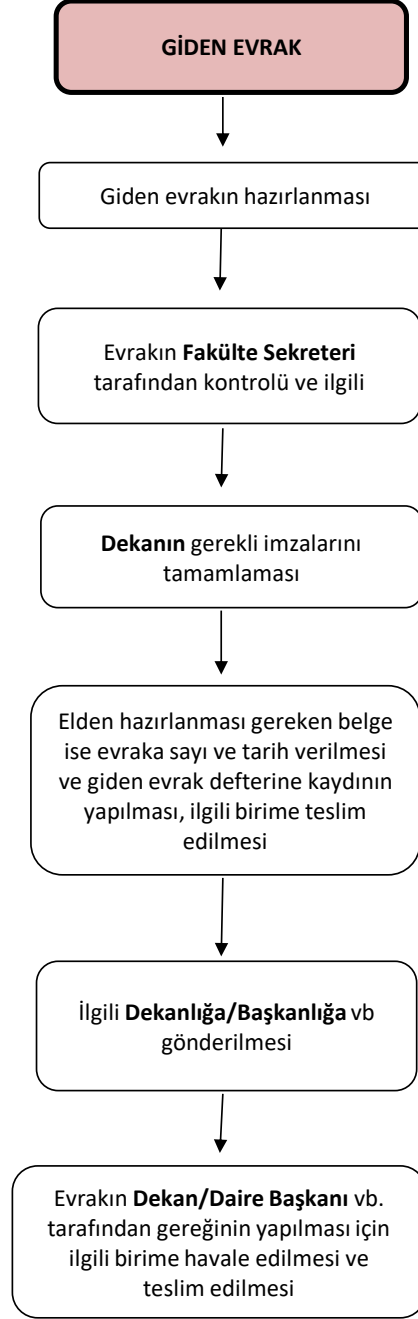 GİDEN EVRAK
Giden evrakın hazırlanması
Evrakın Fakülte Sekreteri
tarafından kontrolü ve ilgili
Dekanın gerekli imzalarını
tamamlaması
Elden hazırlanması gereken belge
ise evraka sayı ve tarih verilmesi
ve giden evrak defterine kaydının
yapılması, ilgili birime teslim
edilmesi
İlgili Dekanlığa/Başkanlığa vb
gönderilmesi
Evrakın Dekan/Daire Başkanı vb.
tarafından gereğinin yapılması için
ilgili birime havale edilmesi ve
teslim edilmesi